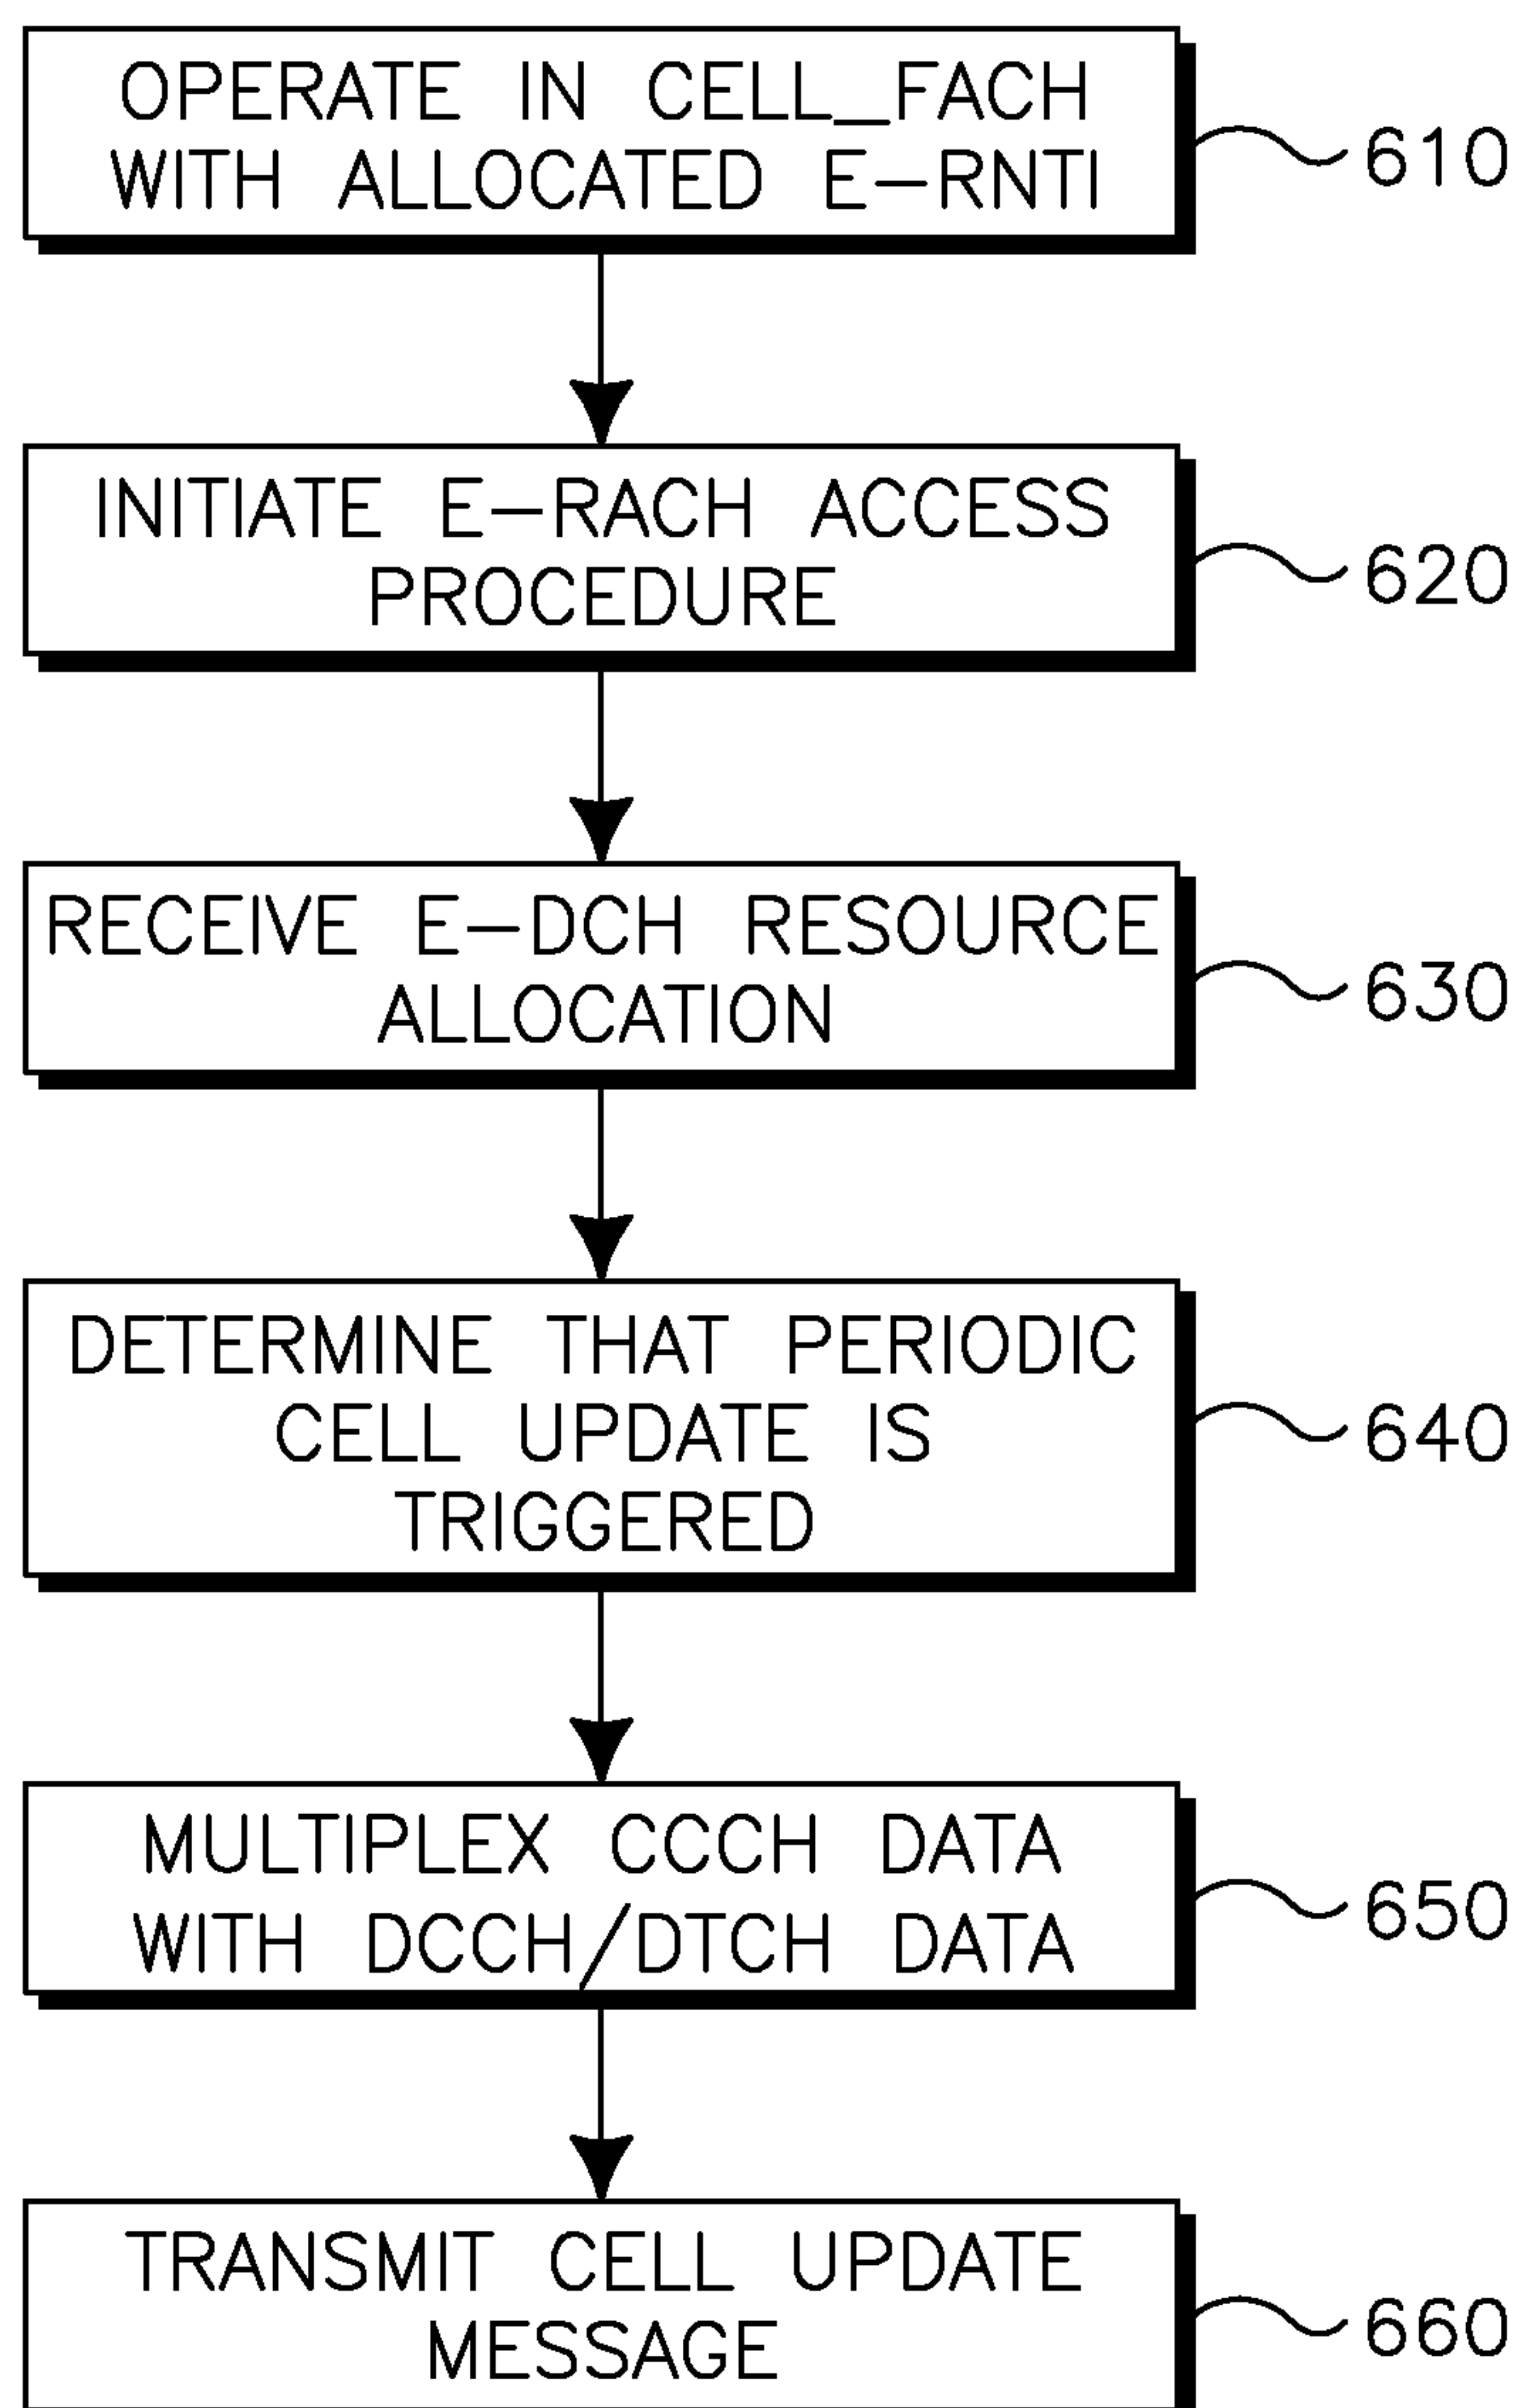 OPERATE IN CELL_FACH
WITH ALLOCATED E-RNTI
610
INITIATE E-RACH ACCESS
PROCEDURE
620
RECEIVE E-DCH RESOURCE
ALLOCATION
630
DETERMINE THAT PERIODIC
CELL UPDATE IS
TRIGGERED
640
MULTIPLEX CCCH DATA
WITH DCCH/DTCH DATA
650
TRANSMIT CELL UPDATE
MESSAGE
660